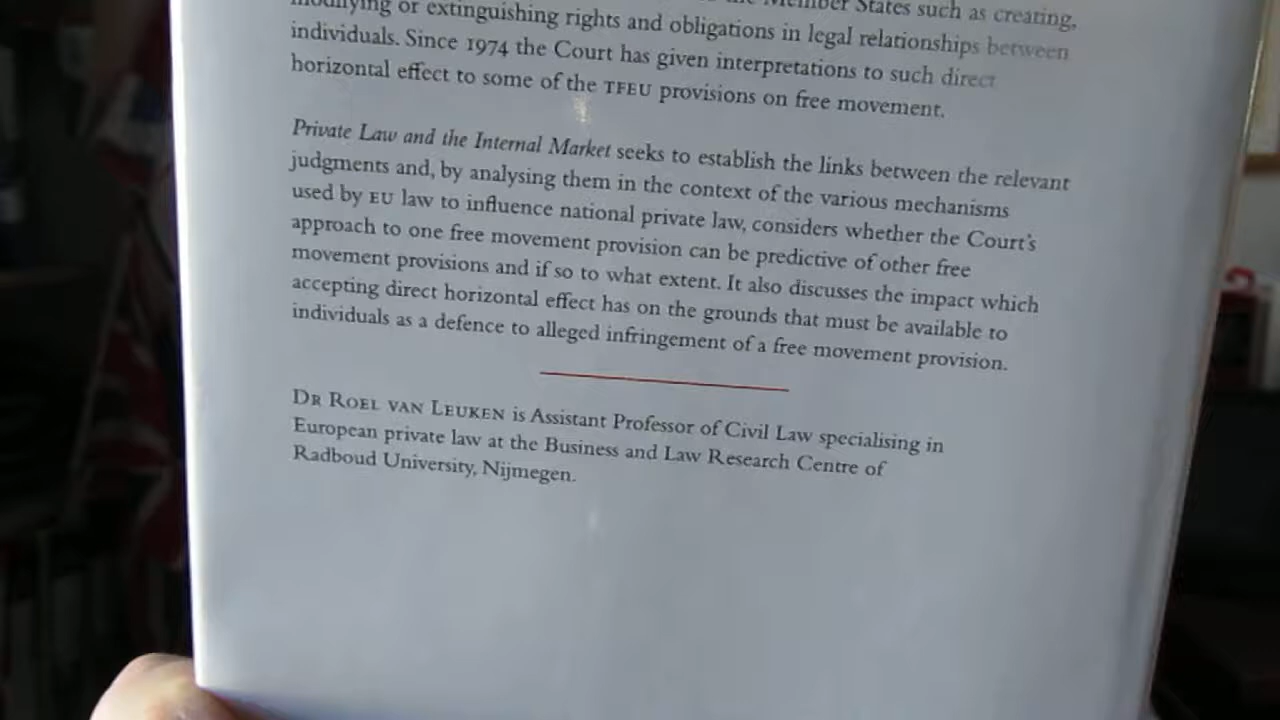 the Member States such as creating,
modifying or extinguishing rights and obligations in legal relationships between
individuals. Since 1974 the Court has given interpretations to such direct
horizontal effect to some of the TFEU provisions on free movement.
Private Law and the Internal Market seeks to establish the links between the relevant
judgments and, by analysing them in the context of the various mechanisms
used by EU law to influence national private law, considers whether the Court's
approach to one free movement provision can be predictive of other free
movement provisions and if so to what extent. It also discusses the impact which
accepting direct horizontal effect has on the grounds that must be available to
individuals as a defence to alleged infringement of a free movement provision.
DR ROEL VAN LEUKEN is Assistant Professor of Civil Law specialising in
European private law at the Business and Law Research Centre of
Radboud University, Nijmegen.